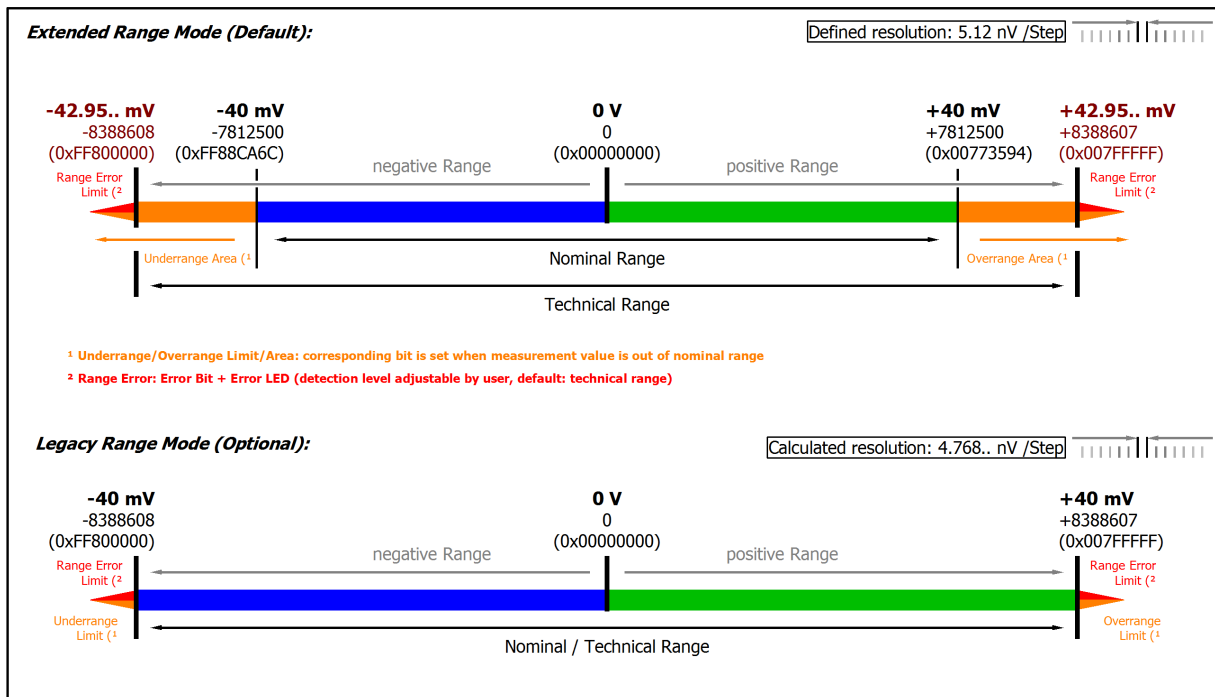 Extended Range Mode (Default):
Defined resolution: 5.12 nV /Step
-42.95.. mV
-8388608
(0xFF800000)
-40 mV
-7812500
(0xFF88CA6C)
0 V
0
(0x00000000)
+40 mV
+7812500
(0x00773594)
+42.95.. mV
+8388607
(0x007FFFFF)
negative Range
positive Range
Range Error
Limit (²
Range Error
Limit (²
Underrange Area (¹
Nominal Range
Overrange Area (¹
Technical Range
¹ Underrange/Overrange Limit/Area: corresponding bit is set when measurement value is out of nominal range
² Range Error: Error Bit + Error LED (detection level adjustable by user, default: technical range)
Legacy Range Mode (Optional):
Calculated resolution: 4.768.. nV /Step
-40 mV
-8388608
(0xFF800000)
0 V
0
(0x00000000)
+40 mV
+8388607
(0x007FFFFF)
negative Range
positive Range
Range Error
Limit (²
Range Error
Limit (²
Underrange
Limit (¹
Overrange
Limit (¹
Nominal / Technical Range